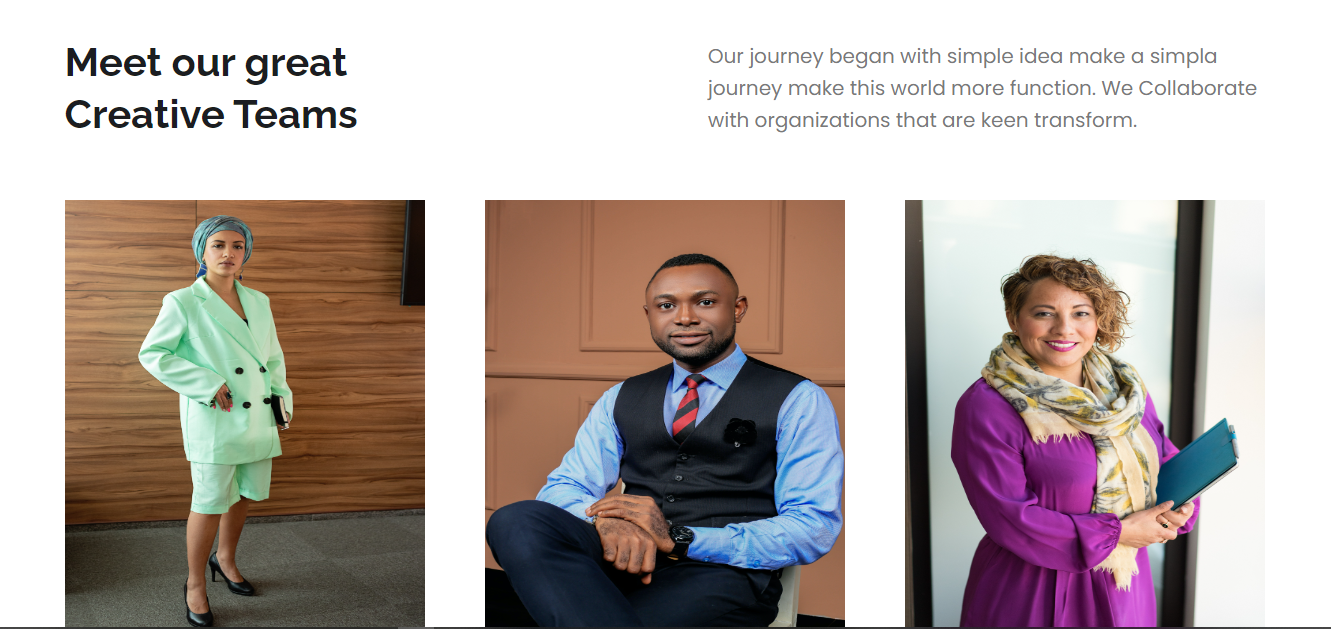 Meet our great
Creative Teams
Our journey began with simple idea make a simpla
journey make this world more function. We Collaborate
with organizations that are keen transform.